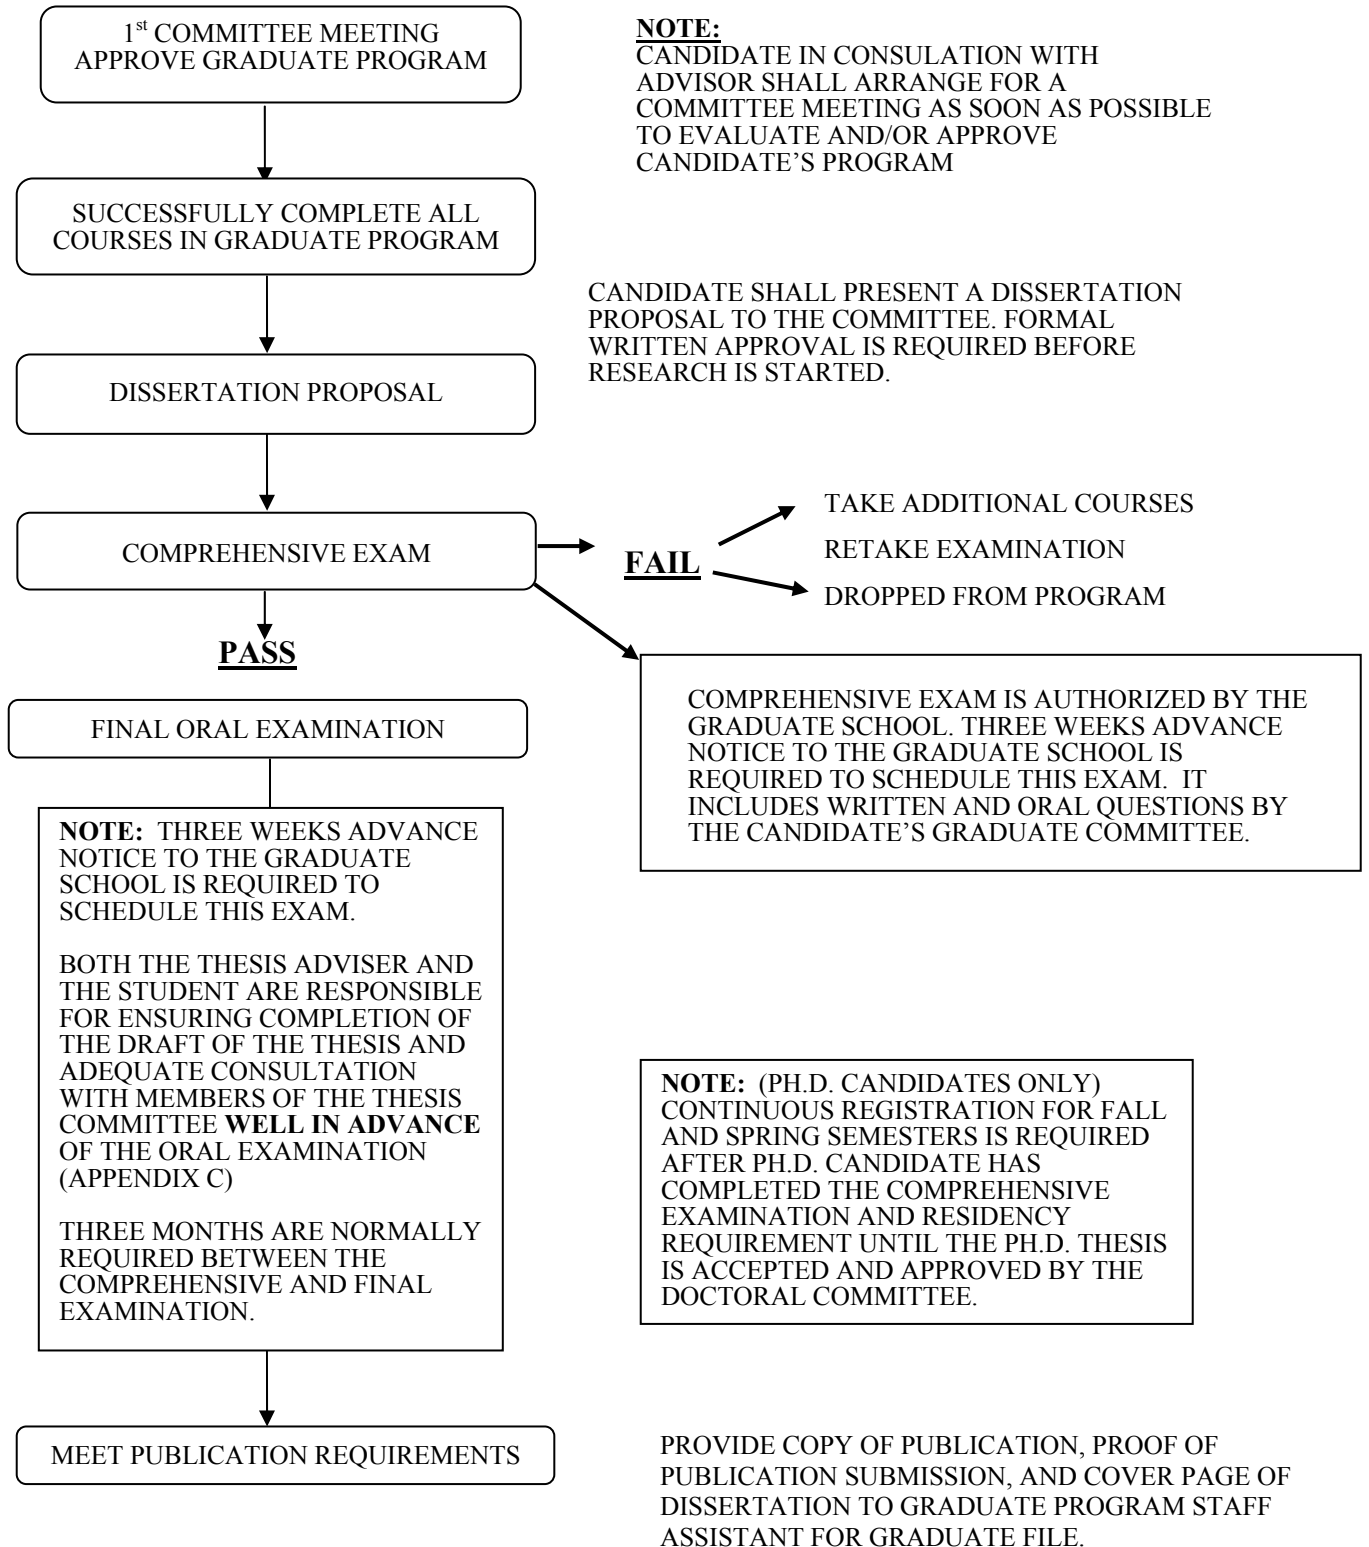 1st COMMITTEE MEETING
APPROVE GRADUATE PROGRAM
NOTE:
CANDIDATE IN CONSULATION WITH
ADVISOR SHALL ARRANGE FOR A
COMMITTEE MEETING AS SOON AS POSSIBLE
TO EVALUATE AND/OR APPROVE
CANDIDATE’S PROGRAM
SUCCESSFULLY COMPLETE ALL
COURSES IN GRADUATE PROGRAM
CANDIDATE SHALL PRESENT A DISSERTATION
PROPOSAL TO THE COMMITTEE. FORMAL
WRITTEN APPROVAL IS REQUIRED BEFORE
RESEARCH IS STARTED.
DISSERTATION PROPOSAL
COMPREHENSIVE EXAM
FAIL
TAKE ADDITIONAL COURSES
RETAKE EXAMINATION
DROPPED FROM PROGRAM
PASS
COMPREHENSIVE EXAM IS AUTHORIZED BY THE
GRADUATE SCHOOL. THREE WEEKS ADVANCE
NOTICE TO THE GRADUATE SCHOOL IS
REQUIRED TO SCHEDULE THIS EXAM.  IT
INCLUDES WRITTEN AND ORAL QUESTIONS BY
THE CANDIDATE’S GRADUATE COMMITTEE.
FINAL ORAL EXAMINATION
NOTE:  THREE WEEKS ADVANCE
NOTICE TO THE GRADUATE
SCHOOL IS REQUIRED TO
SCHEDULE THIS EXAM.
BOTH THE THESIS ADVISER AND
THE STUDENT ARE RESPONSIBLE
FOR ENSURING COMPLETION OF
THE DRAFT OF THE THESIS AND
ADEQUATE CONSULTATION
WITH MEMBERS OF THE THESIS
COMMITTEE WELL IN ADVANCE
OF THE ORAL EXAMINATION
(APPENDIX C)
THREE MONTHS ARE NORMALLY
REQUIRED BETWEEN THE
COMPREHENSIVE AND FINAL
EXAMINATION.
NOTE:  (PH.D. CANDIDATES ONLY)
CONTINUOUS REGISTRATION FOR FALL
AND SPRING SEMESTERS IS REQUIRED
AFTER PH.D. CANDIDATE HAS
COMPLETED THE COMPREHENSIVE
EXAMINATION AND RESIDENCY
REQUIREMENT UNTIL THE PH.D. THESIS
IS ACCEPTED AND APPROVED BY THE
DOCTORAL COMMITTEE.
MEET PUBLICATION REQUIREMENTS
PROVIDE COPY OF PUBLICATION, PROOF OF
PUBLICATION SUBMISSION, AND COVER PAGE OF
DISSERTATION TO GRADUATE PROGRAM STAFF
ASSISTANT FOR GRADUATE FILE.